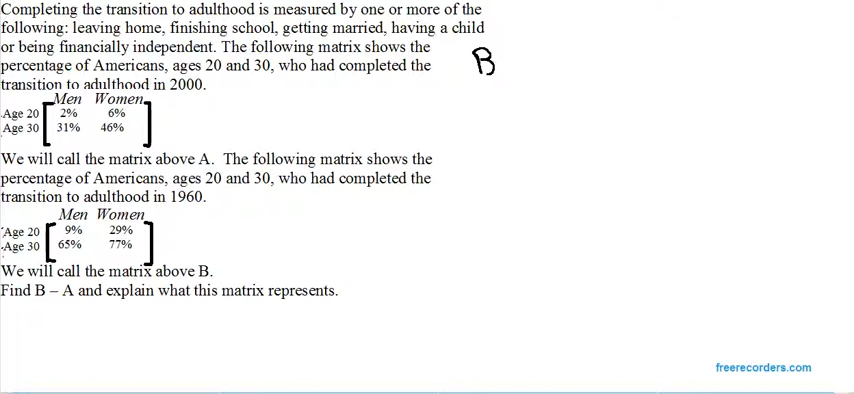 Completing the transition to adulthood is measured by one or more of the
following: leaving home, finishing school, getting married, having a child
or being financially independent. The following matrix shows the
percentage of Americans, ages 20 and 30, who had completed the
transition to adulthood in 2000.
B
Men Women
Age 20 2% 6%
Age 30 31% 46%
We will call the matrix above A. The following matrix shows the
percentage of Americans, ages 20 and 30, who had completed the
transition to adulthood in 1960.
Men Women
Age 20 9% 29%
Age 30 65% 77%
We will call the matrix above B.
Find B – A and explain what this matrix represents.
freerecorders.com